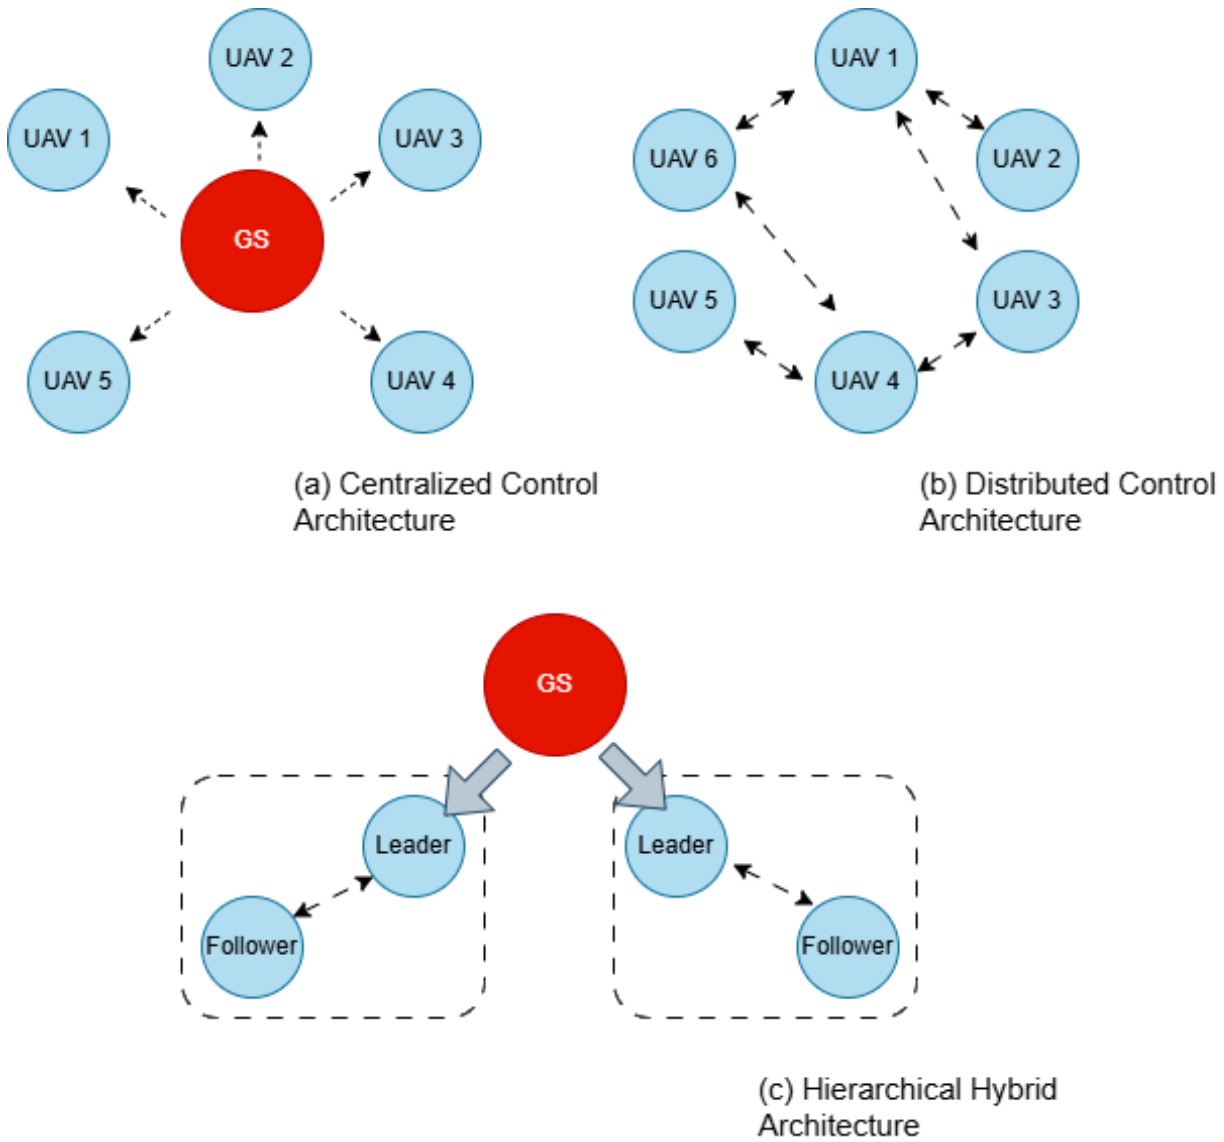 UAV 2
UAV 1
UAV 3
GS
UAV 5
UAV 4
(a) Centralized Control
Architecture
UAV 1
UAV 6
UAV 2
UAV 5
UAV 3
UAV 4
(b) Distributed Control
Architecture
GS
Leader
Follower
Leader
Follower
(c) Hierarchical Hybrid
Architecture